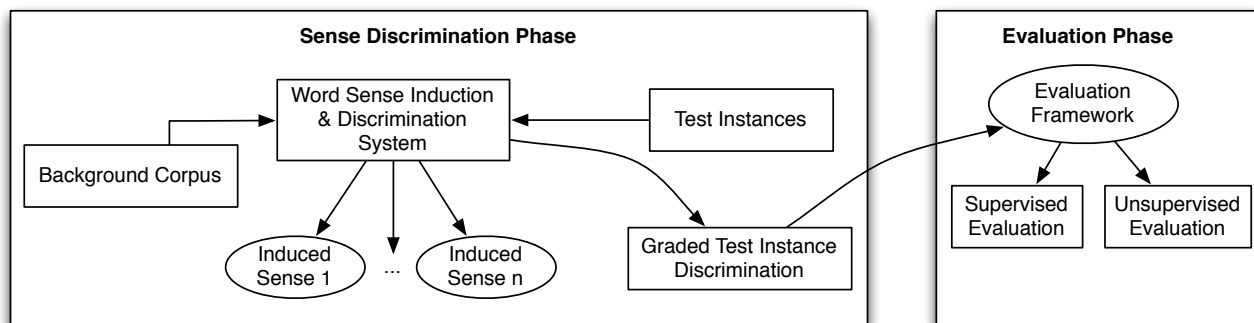 Sense Discrimination Phase
Word Sense Induction
& Discrimination
System
Test Instances
Background Corpus
Induced
Sense 1
...
Induced
Sense n
Graded Test Instance
Discrimination
Evaluation Phase
Evaluation
Framework
Supervised
Evaluation
Unsupervised
Evaluation